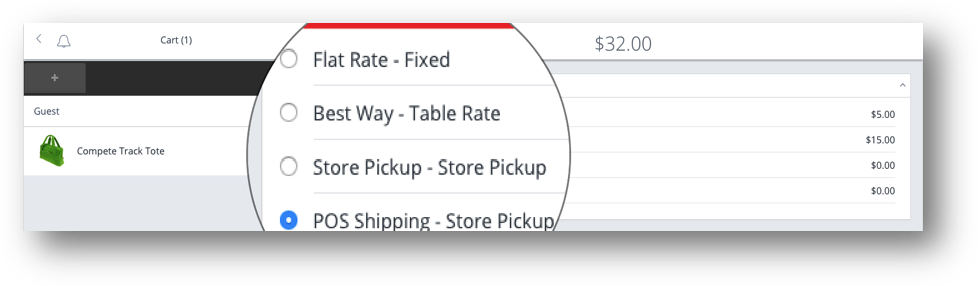 Cart (1)
$32.00
+
Guest
Compete Track Tote
Flat Rate - Fixed
$5.00
Best Way - Table Rate
$15.00
Store Pickup - Store Pickup
$0.00
POS Shipping - Store Pickup
$0.00